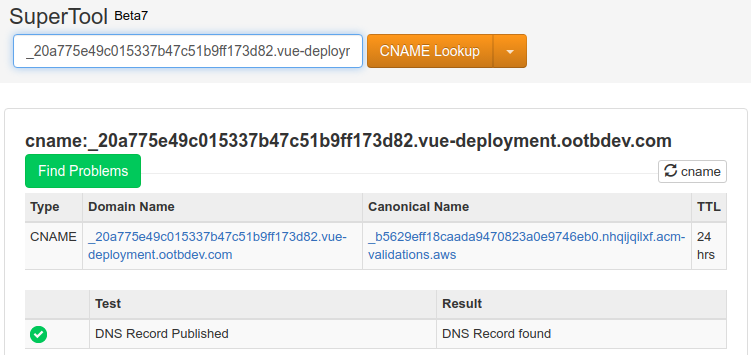 SuperTool Beta7
_20a775e49c015337b47c51b9ff173d82.vue-deployr
CNAME Lookup
cname:_20a775e49c015337b47c51b9ff173d82.vue-deployment.ootbdev.com
Find Problems
cname
Type Domain Name Canonical Name TTL
CNAME _20a775e49c015337b47c51b9ff173d82.vue- _b5629eff18caada9470823a0e9746eb0.nhqijqilxf.acm- 24
deployment.ootbdev.com validations.aws hrs
Test Result
DNS Record Published DNS Record found